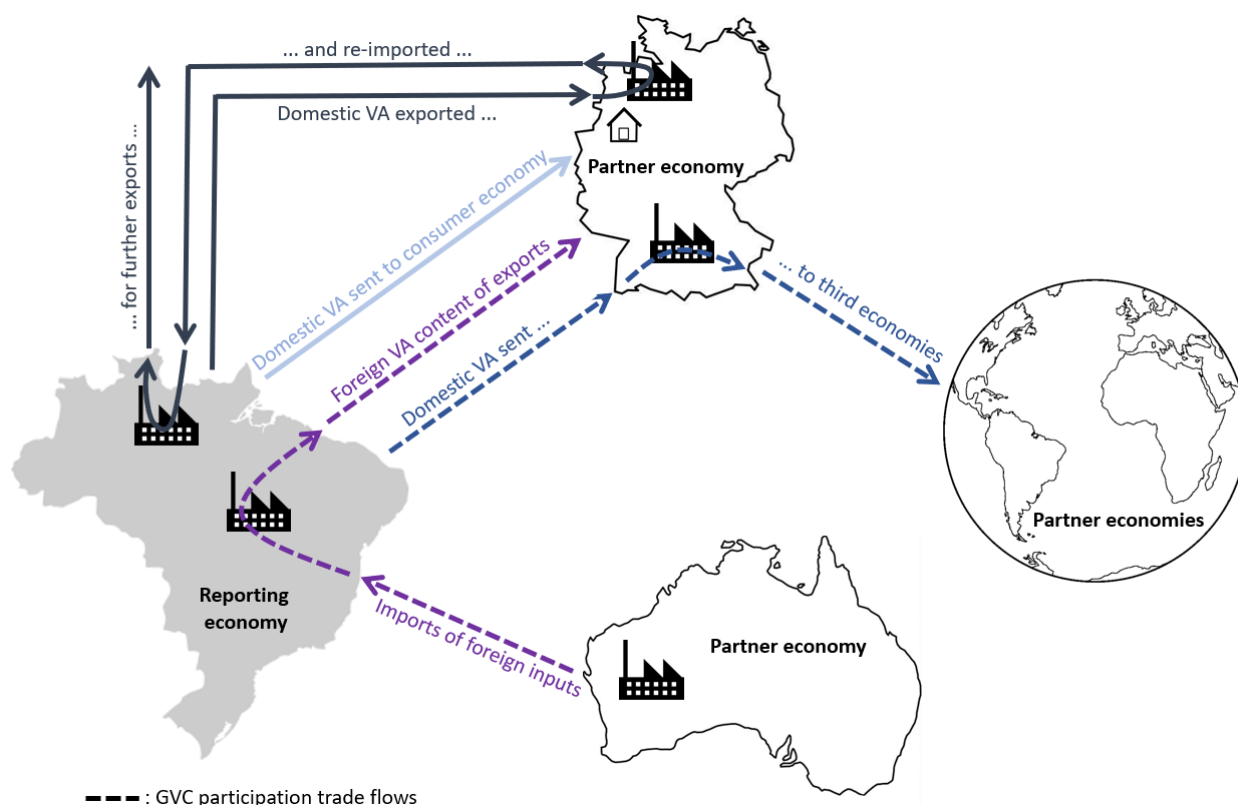 ... and re-imported ...
Domestic VA exported ...
... for further exports ...
Partner economy
Domestic VA sent to consumer economy
Foreign VA content of exports
Domestic VA sent ...
... to third economies
Partner economies
Reporting
economy
Imports of foreign inputs
Partner economy
: GVC participation trade flows